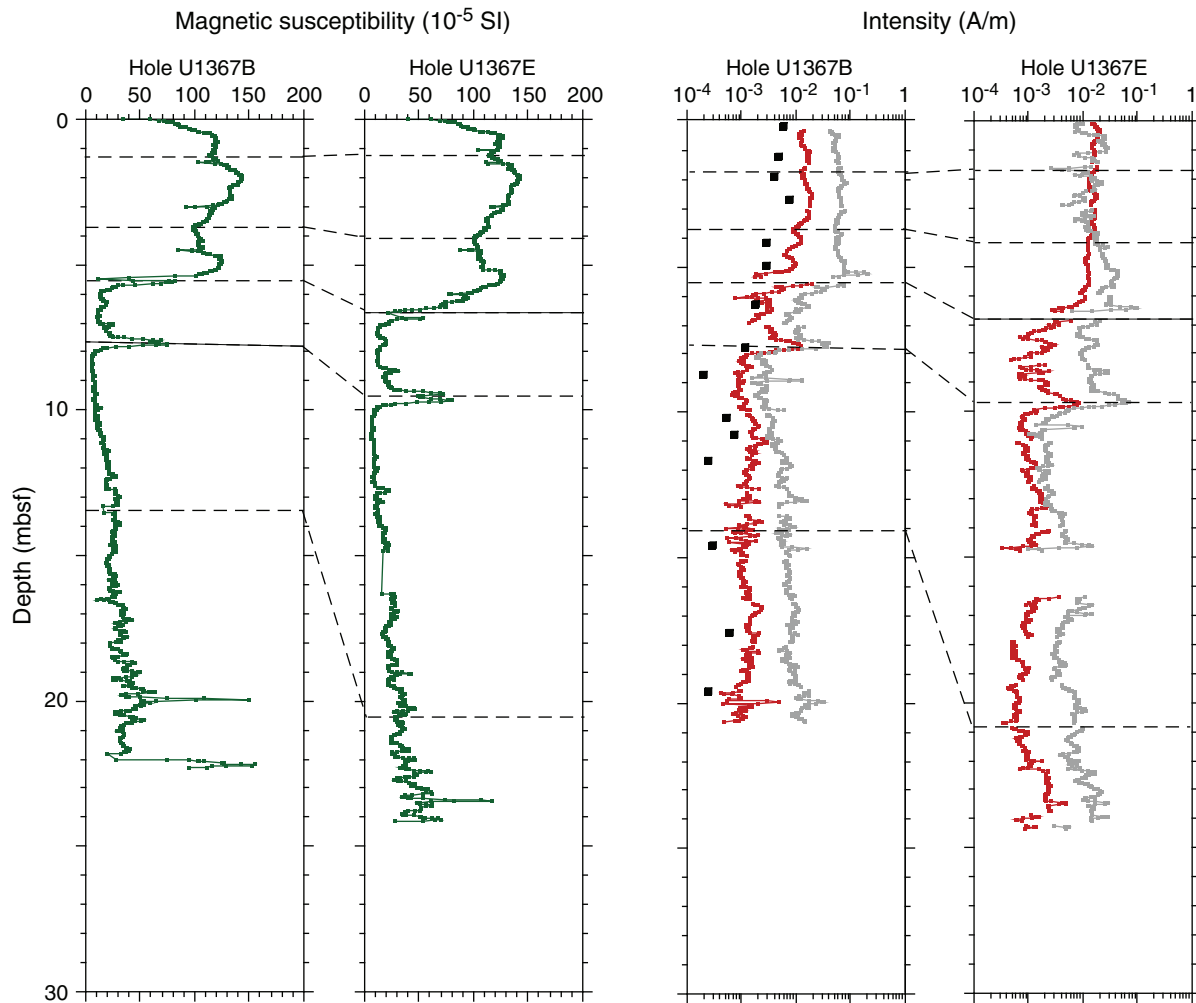 Magnetic susceptibility (10-5 SI)
Intensity (A/m)
Hole U1367B
Hole U1367E
Hole U1367B
Hole U1367E
0 50 100 150 200
0 50 100 150 200
10-4 10-3 10-2 10-1 1
10-4 10-3 10-2 10-1 1
0
10
20
30
Depth (mbsf)